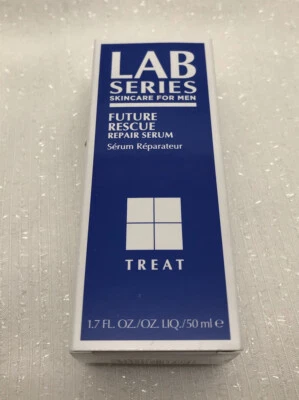 LAB
SERIES
SKINCARE FOR MEN
FUTURE
RESCUE
REPAIR SERUM
Sérum Réparateur
TREAT
1.7 FL. OZ./OZ. LIQ./50 ml ℮